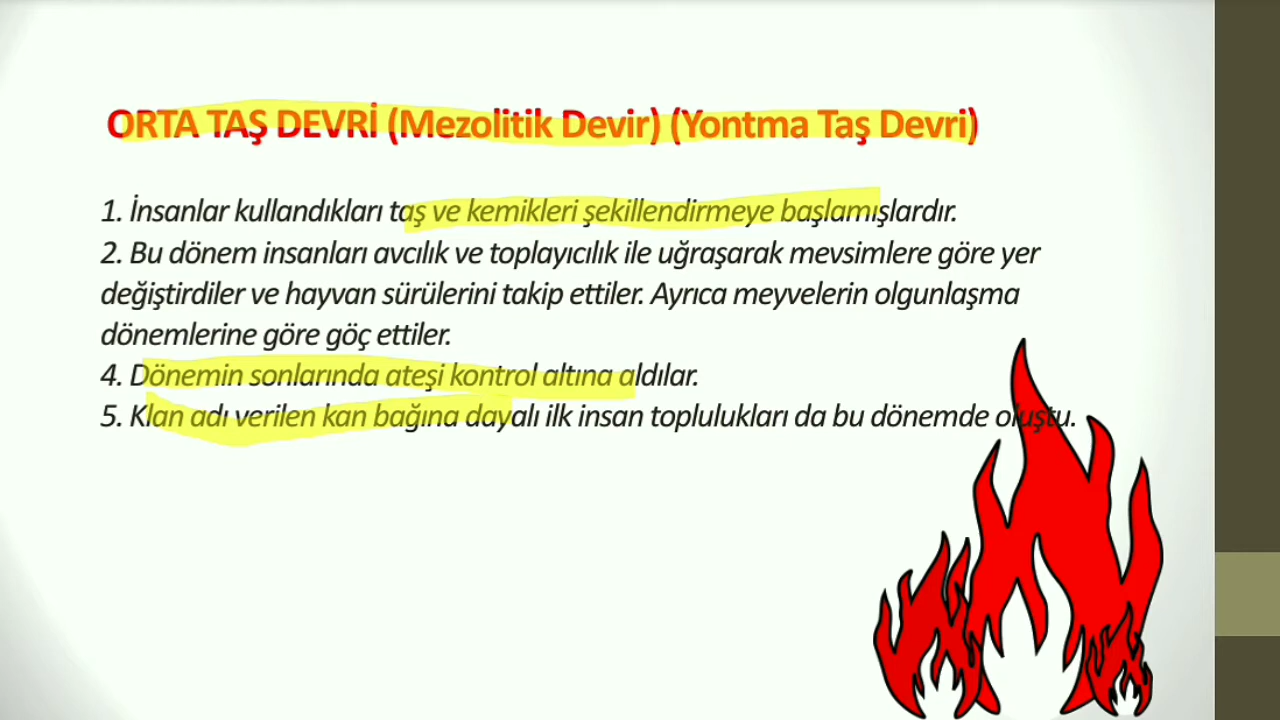 ORTA TAŞ DEVRİ (Mezolitik Devir) (Yontma Taş Devri)
1. İnsanlar kullandıkları taş ve kemikleri şekillendirmeye başlamışlardır.
2. Bu dönem insanları avcılık ve toplayıcılık ile uğraşarak mevsimlere göre yer
değiştirdiler ve hayvan sürülerini takip ettiler. Ayrıca meyvelerin olgunlaşma
dönemlerine göre göç ettiler.
4. Dönemin sonlarında ateşi kontrol altına aldılar.
5. Klan adı verilen kan bağına dayalı ilk insan toplulukları da bu dönemde oluştu.